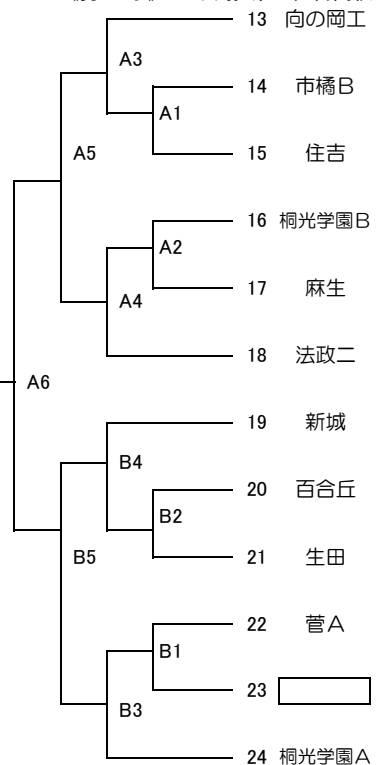 13 向の岡工
A3
14 市橘B
A1
A5
15 住吉
16 桐光学園B
A2
17 麻生
A4
18 法政二
A6
19 新城
B4
20 百合丘
B2
B5
21 生田
22 菅A
B1
23
B3
24 桐光学園A